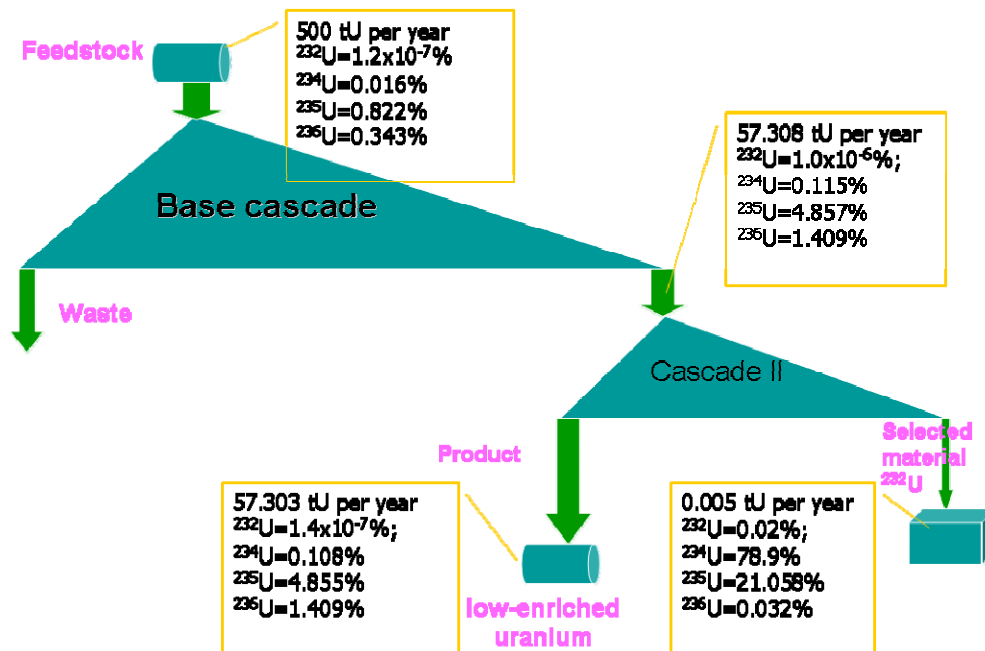 Feedstock
500 tU per year
²³²U=1.2x10⁻⁷%
²³⁴U=0.016%
²³⁵U=0.822%
²³⁶U=0.343%
Base cascade
57.308 tU per year
²³²U=1.0x10⁻⁶%;
²³⁴U=0.115%
²³⁵U=4.857%
²³⁶U=1.409%
Waste
Cascade II
Product
Selected
material
²³²U
57.303 tU per year
²³²U=1.4x10⁻⁷%;
²³⁴U=0.108%
²³⁵U=4.855%
²³⁶U=1.409%
0.005 tU per year
²³²U=0.02%;
²³⁴U=78.9%
²³⁵U=21.058%
²³⁶U=0.032%
low-enriched
uranium